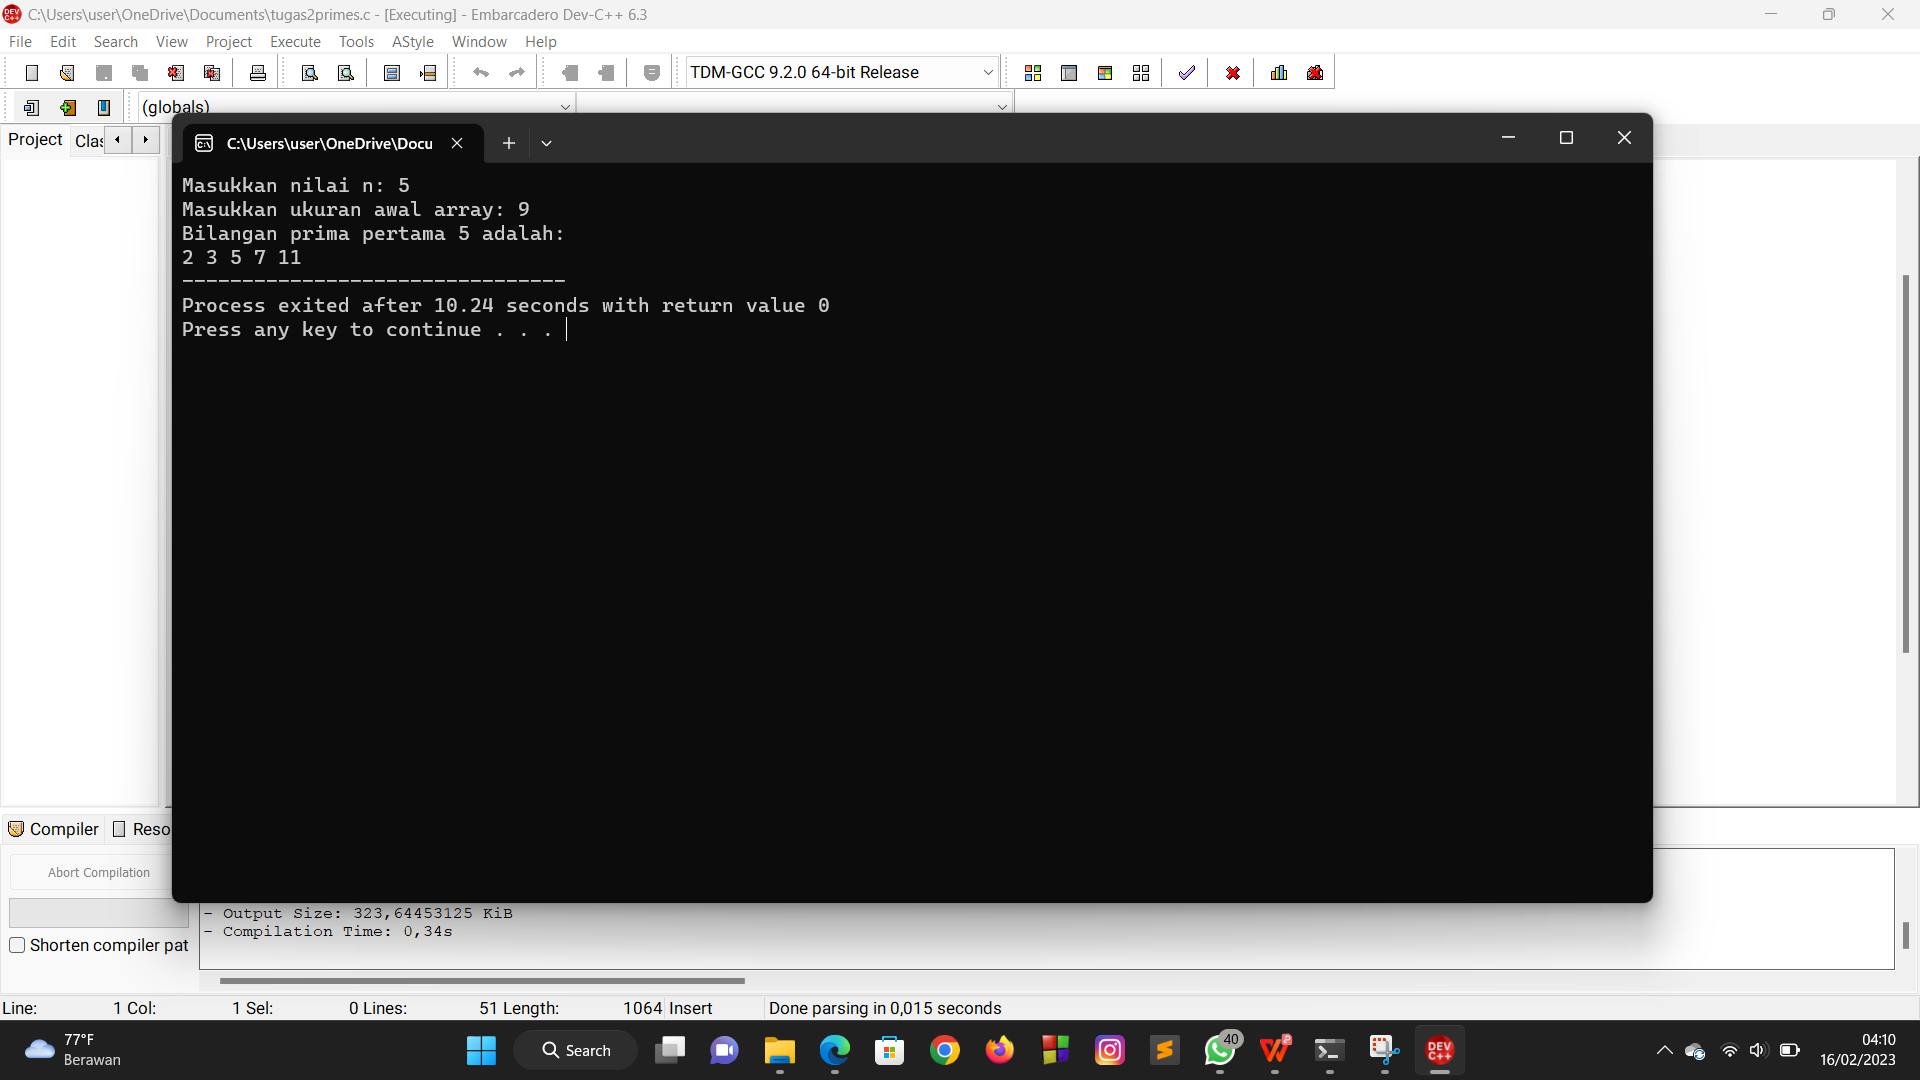 C:\Users\user\OneDrive\Documents\tugas2primes.c - [Executing] - Embarcadero Dev-C++ 6.3
File Edit Search View Project Execute Tools AStyle Window Help
TDM-GCC 9.2.0 64-bit Release
(globals)
Project
C:\Users\user\OneDrive\Docu
Masukkan nilai n: 5
Masukkan ukuran awal array: 9
Bilangan prima pertama 5 adalah:
2 3 5 7 11
--------------------------------
Process exited after 10.24 seconds with return value 0
Press any key to continue . . .
Compiler Reso
Abort Compilation
- Output Size: 323,64453125 KiB
- Compilation Time: 0,34s
Shorten compiler pat
Line: 1 Col: 1 Sel: 0 Lines: 51 Length: 1064 Insert Done parsing in 0,015 seconds
77°F
Berawan
Search
40
DEV C++
04:10
16/02/2023